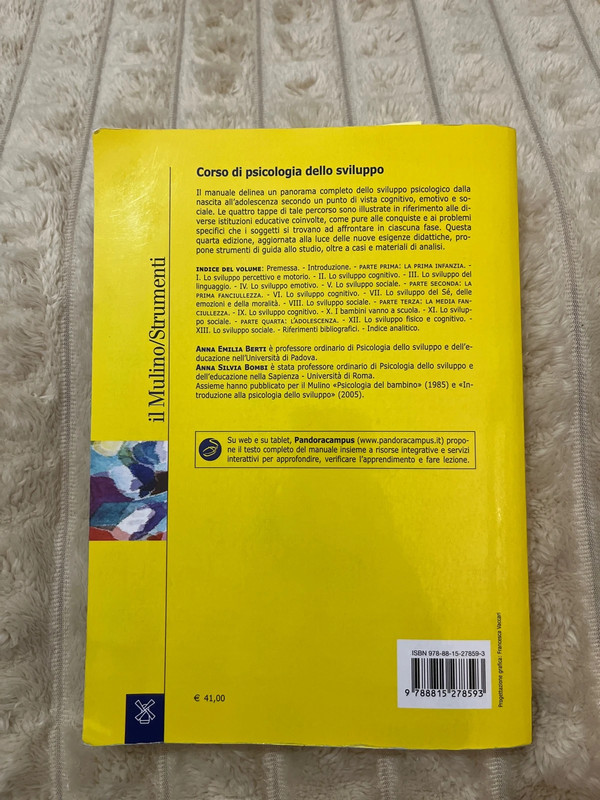 Corso di psicologia dello sviluppo
Il manuale delinea un panorama completo dello sviluppo psicologico dalla
nascita all'adolescenza secondo un punto di vista cognitivo, emotivo e so-
ciale. Le quattro tappe di tale percorso sono illustrate in riferimento alle di-
verse istituzioni educative coinvolte, come pure alle conquiste e ai problemi
specifici che i soggetti si trovano ad affrontare in ciascuna fase. Questa
quarta edizione, aggiornata alla luce delle nuove esigenze didattiche, pro-
pone strumenti di guida allo studio, oltre a casi e materiali di analisi.
INDICE DEL VOLUME: Premessa. - Introduzione. - PARTE PRIMA: LA PRIMA INFANZIA. -
I. Lo sviluppo percettivo e motorio. - II. Lo sviluppo cognitivo. - III. Lo sviluppo del
linguaggio. - IV. Lo sviluppo emotivo. - V. Lo sviluppo sociale. - PARTE SECONDA: LA
PRIMA FANCIULLEZZA. - VI. Lo sviluppo cognitivo. - VII. Lo sviluppo del Sé, delle
emozioni e della moralità. - VIII. Lo sviluppo sociale. - PARTE TERZA: LA MEDIA FAN-
CIULLEZZA. - IX. Lo sviluppo cognitivo. - X. I bambini vanno a scuola. - XI. Lo svilup-
po sociale. - PARTE QUARTA: L'ADOLESCENZA. - XII. Lo sviluppo fisico e cognitivo. -
XIII. Lo sviluppo sociale. - Riferimenti bibliografici. - Indice analitico.
ANNA EMILIA BERTI è professore ordinario di Psicologia dello sviluppo e dell'e-
ducazione nell'Università di Padova.
ANNA SILVIA BOMBI è stata professore ordinario di Psicologia dello sviluppo e
dell'educazione nella Sapienza - Università di Roma.
Assieme hanno pubblicato per il Mulino «Psicologia del bambino» (1985) e «In-
troduzione alla psicologia dello sviluppo» (2005).
Su web e su tablet, Pandoracampus (www.pandoracampus.it) propo-
ne il testo completo del manuale insieme a risorse integrative e servizi
interattivi per approfondire, verificare l'apprendimento e fare lezione.
il Mulino/Strumenti
€ 41,00
ISBN 978-88-15-27859-3
9 788815 278593
Progettazione grafica: Francesca Vaccari